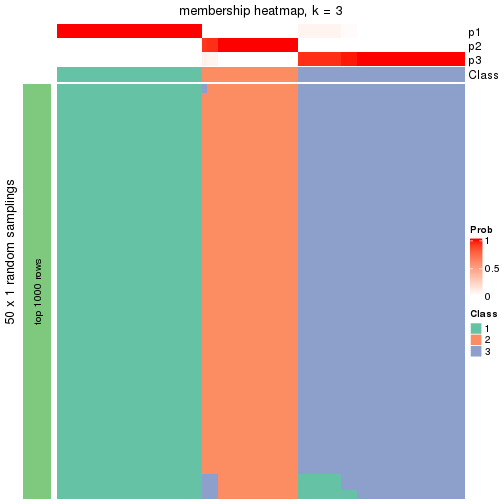 membership heatmap, k = 3
p1
p2
p3
Class
50 x 1 random samplings
top 1000 rows
Prob
1
0.5
0
Class
1
2
3